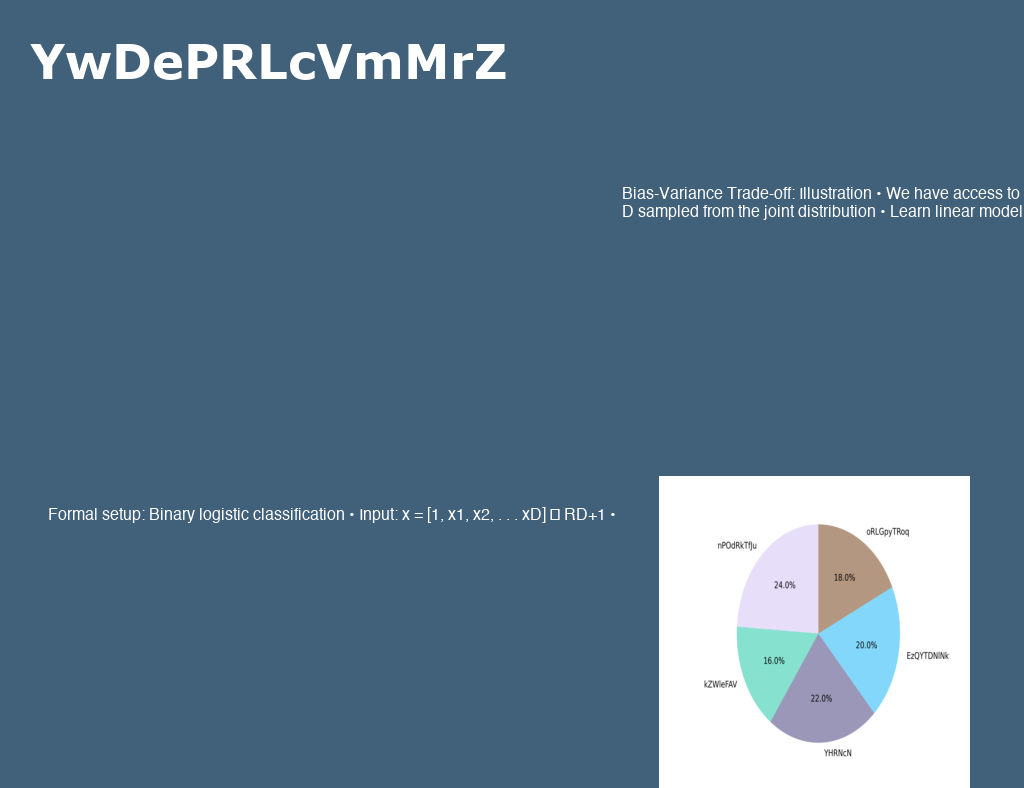 YwDePRLcVmMrZ
Bias-Variance Trade-off: Illustration • We have access to
D sampled from the joint distribution • Learn linear model
Formal setup: Binary logistic classification • Input: x = [1, x1, x2, . . . xD] □ RD+1 •
oRLGpyTRoq
nPOdRkTfJu
18.0%
24.0%
20.0%
EzQYTDNlNk
16.0%
kZWleFAV
22.0%
YHRNcN